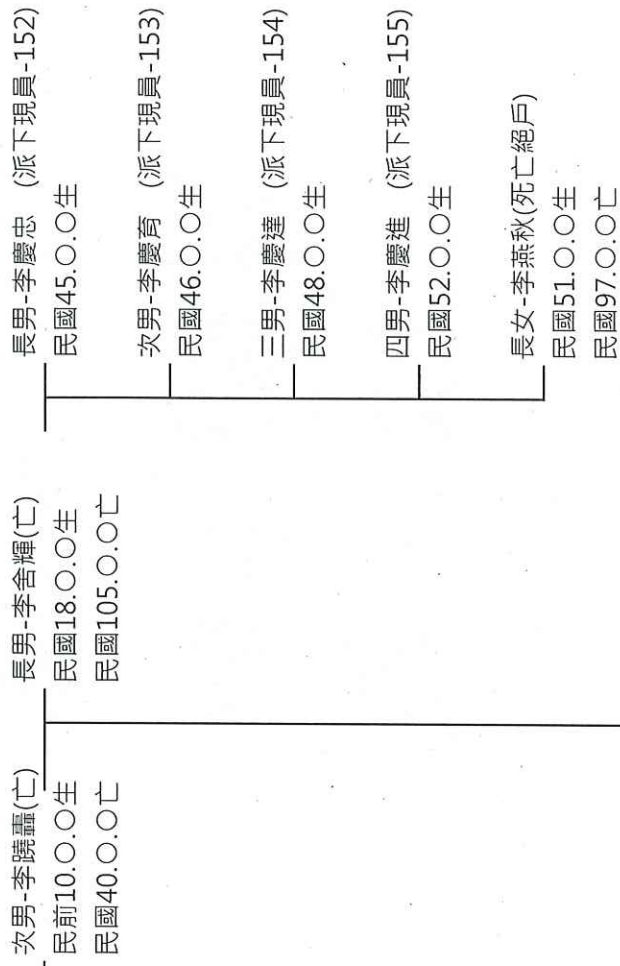 次男-李蹺轟(亡)
民前10.○.○生
民國40.○.○亡
長男-李舍輝(亡)
民國18.○.○生
民國105.○.○亡
長男-李慶忠 (派下現員-152)
民國45.○.○生
次男-李慶育 (派下現員-153)
民國46.○.○生
三男-李慶達 (派下現員-154)
民國48.○.○生
四男-李慶進 (派下現員-155)
民國52.○.○生
長女-李燕秋(死亡絕戶)
民國51.○.○生
民國97.○.○亡